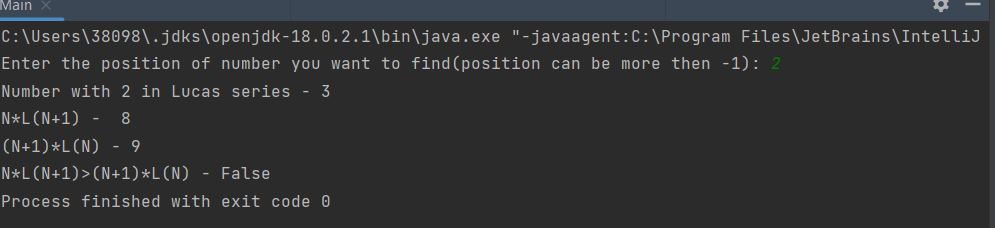 Main
C:\Users\38098\.jdks\openjdk-18.0.2.1\bin\java.exe "-javaagent:C:\Program Files\JetBrains\IntelliJ
Enter the position of number you want to find(position can be more then -1): 2
Number with 2 in Lucas series - 3
N*L(N+1) -  8
(N+1)*L(N) - 9
N*L(N+1)>(N+1)*L(N) - False
Process finished with exit code 0